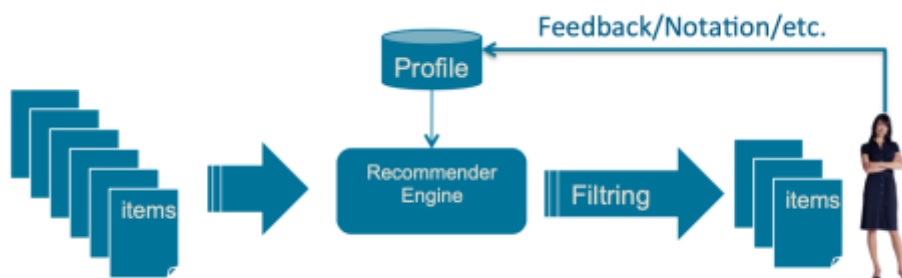 Feedback/Notation/etc.
Profile
items
Recommender
Engine
Filtring
items